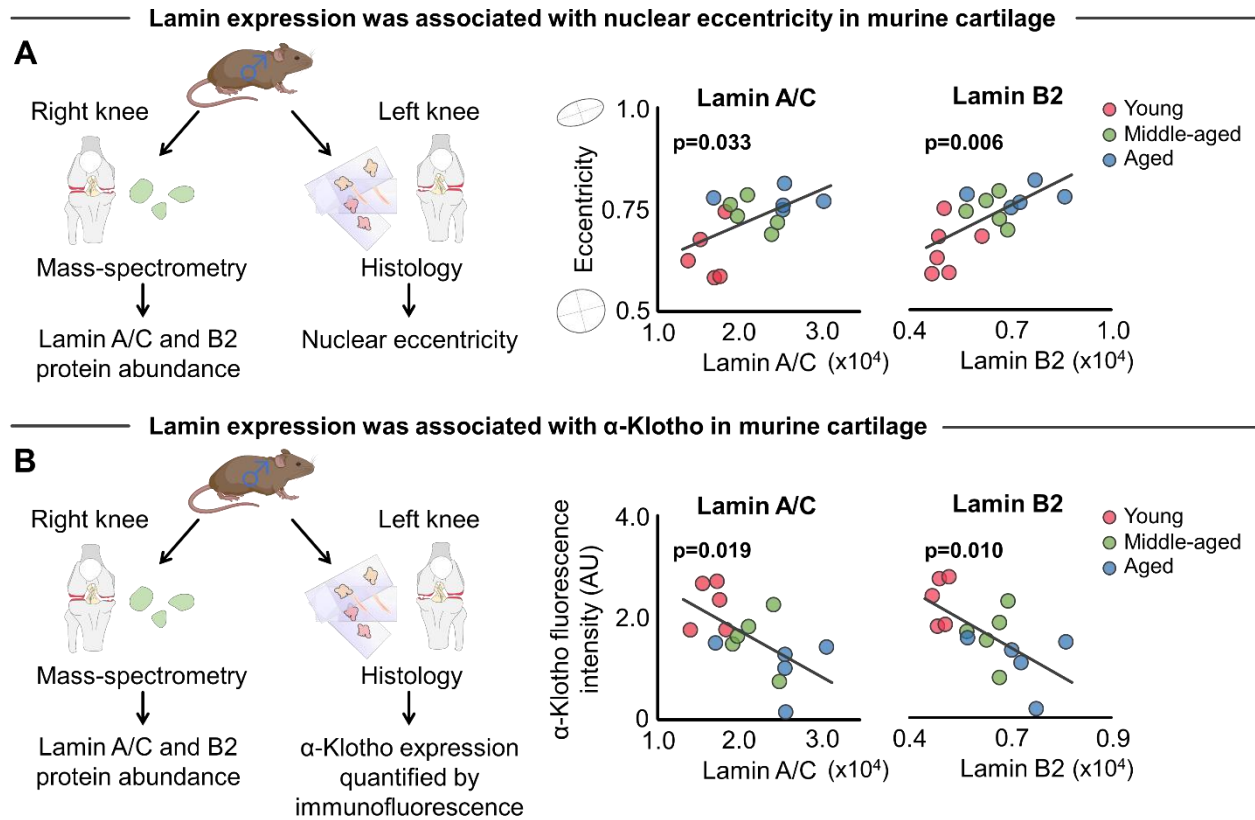 Lamin expression was associated with nuclear eccentricity in murine cartilage
A
Right knee
Left knee
Mass-spectrometry
Histology
Lamin A/C and B2
protein abundance
Nuclear eccentricity
Lamin A/C
Lamin B2
Young
Middle-aged
Aged
p=0.033
p=0.006
Eccentricity
1.0
0.75
0.5
1.0 2.0 3.0
0.4 0.7 1.0
Lamin A/C (x10⁴)
Lamin B2 (x10⁴)
Lamin expression was associated with α-Klotho in murine cartilage
B
Right knee
Left knee
Mass-spectrometry
Histology
Lamin A/C and B2
protein abundance
α-Klotho expression
quantified by
immunofluorescence
Lamin A/C
Lamin B2
Young
Middle-aged
Aged
p=0.019
p=0.010
α-Klotho fluorescence
intensity (AU)
4.0
2.0
0
1.0 2.0 3.0
0.4 0.7 0.9
Lamin A/C (x10⁴)
Lamin B2 (x10⁴)